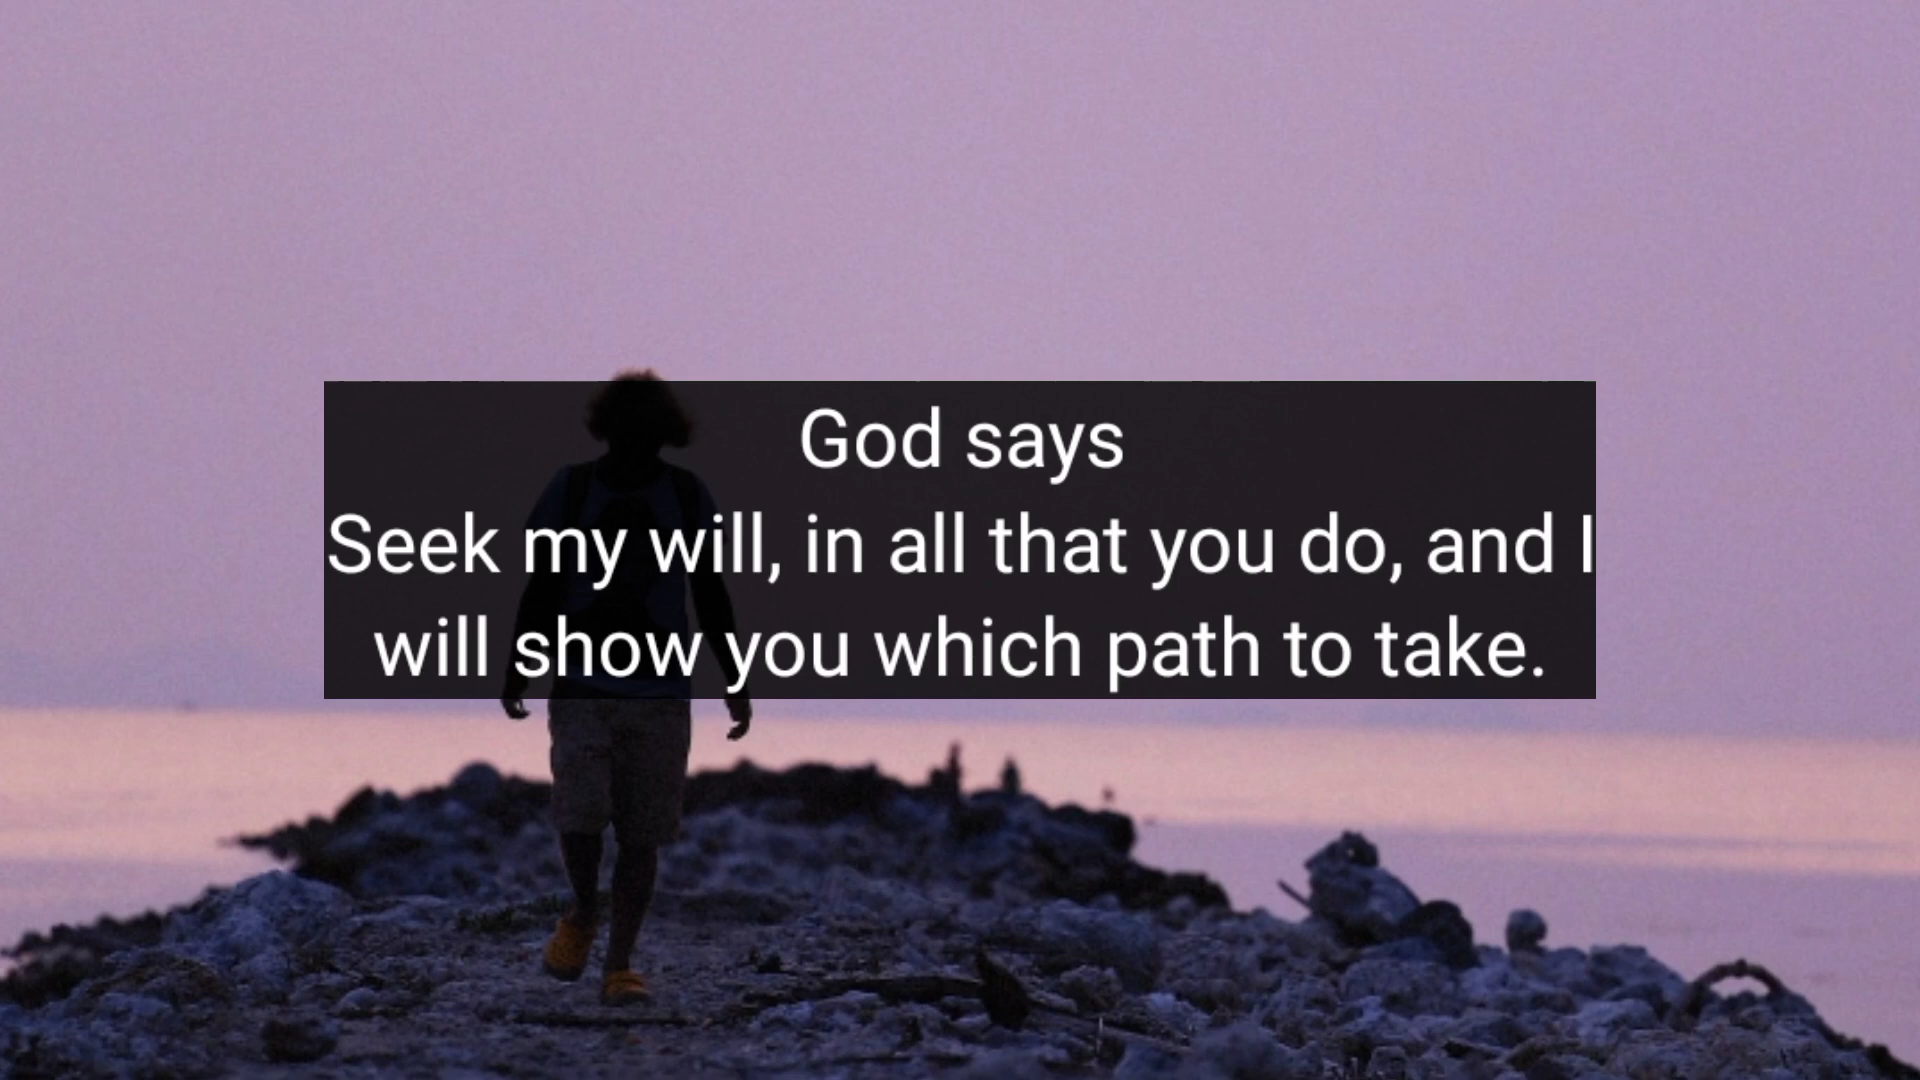 God says
Seek my will, in all that you do, and I
will show you which path to take.